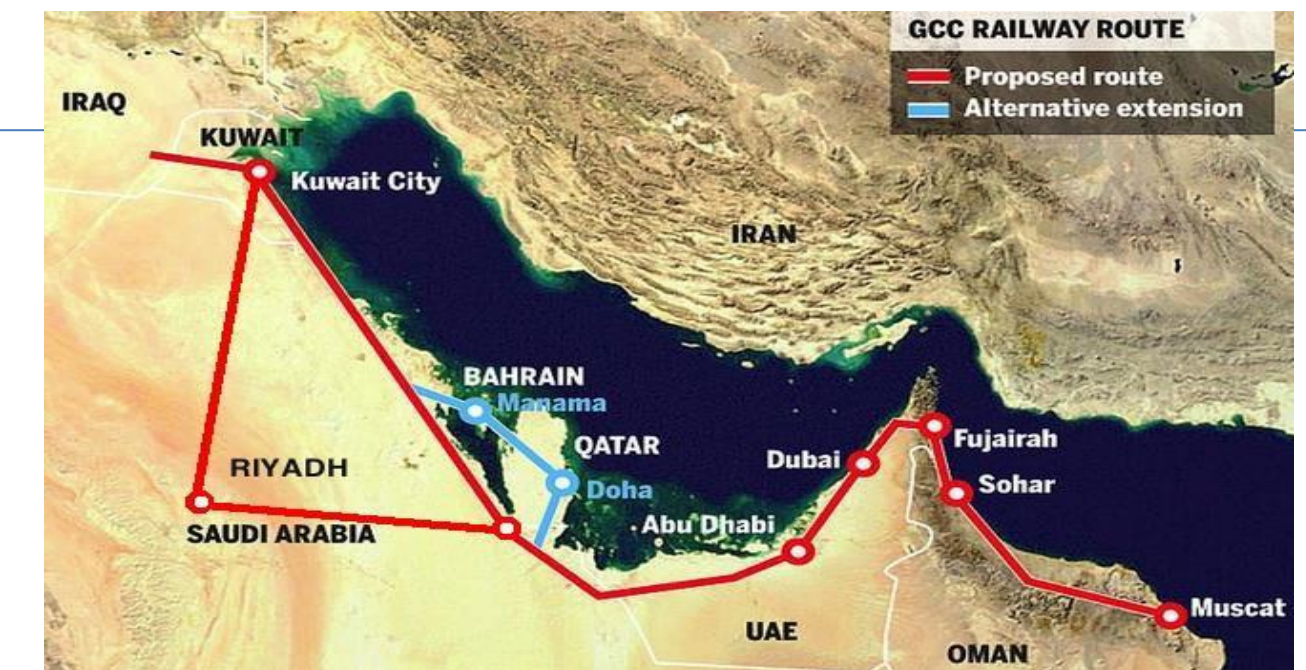 GCC RAILWAY ROUTE
Proposed route
Alternative extension
IRAQ
KUWAIT
Kuwait City
IRAN
BAHRAIN
Manama
QATAR
Doha
RIYADH
SAUDI ARABIA
Dubai
Fujairah
Sohar
Abu Dhabi
Muscat
UAE
OMAN